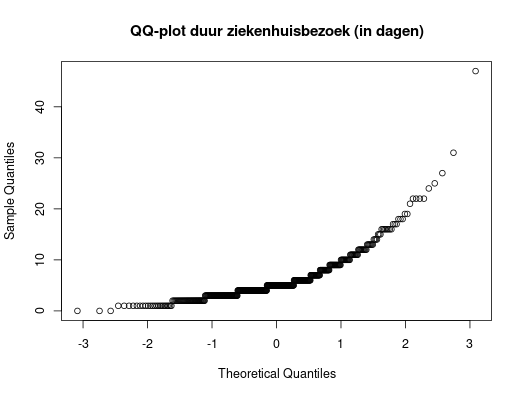 QQ-plot duur ziekenhuisbezoek (in dagen)
Sample Quantiles
40
30
20
10
0
-3 -2 -1 0 1 2 3
Theoretical Quantiles